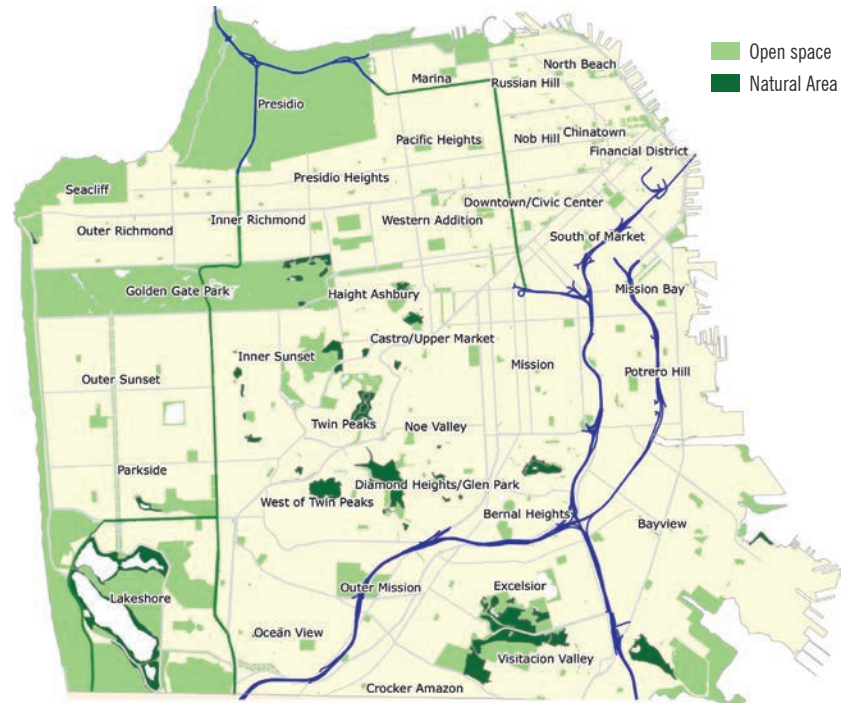 Open space
Natural Area
North Beach
Marina
Russian Hill
Presidio
Chinatown
Pacific Heights
Nob Hill
Financial District
Presidio Heights
Seacliff
Downtown/Civic Center
Inner Richmond
Western Addition
Outer Richmond
South of Market
Golden Gate Park
Haight Ashbury
Mission Bay
Castro/Upper Market
Inner Sunset
Mission
Potrero Hill
Outer Sunset
Twin Peaks
Noe Valley
Parkside
Diamond Heights/Glen Park
West of Twin Peaks
Bernal Heights
Bayview
Outer Mission
Excelsior
Lakeshore
Ocean View
Visitacion Valley
Crocker Amazon